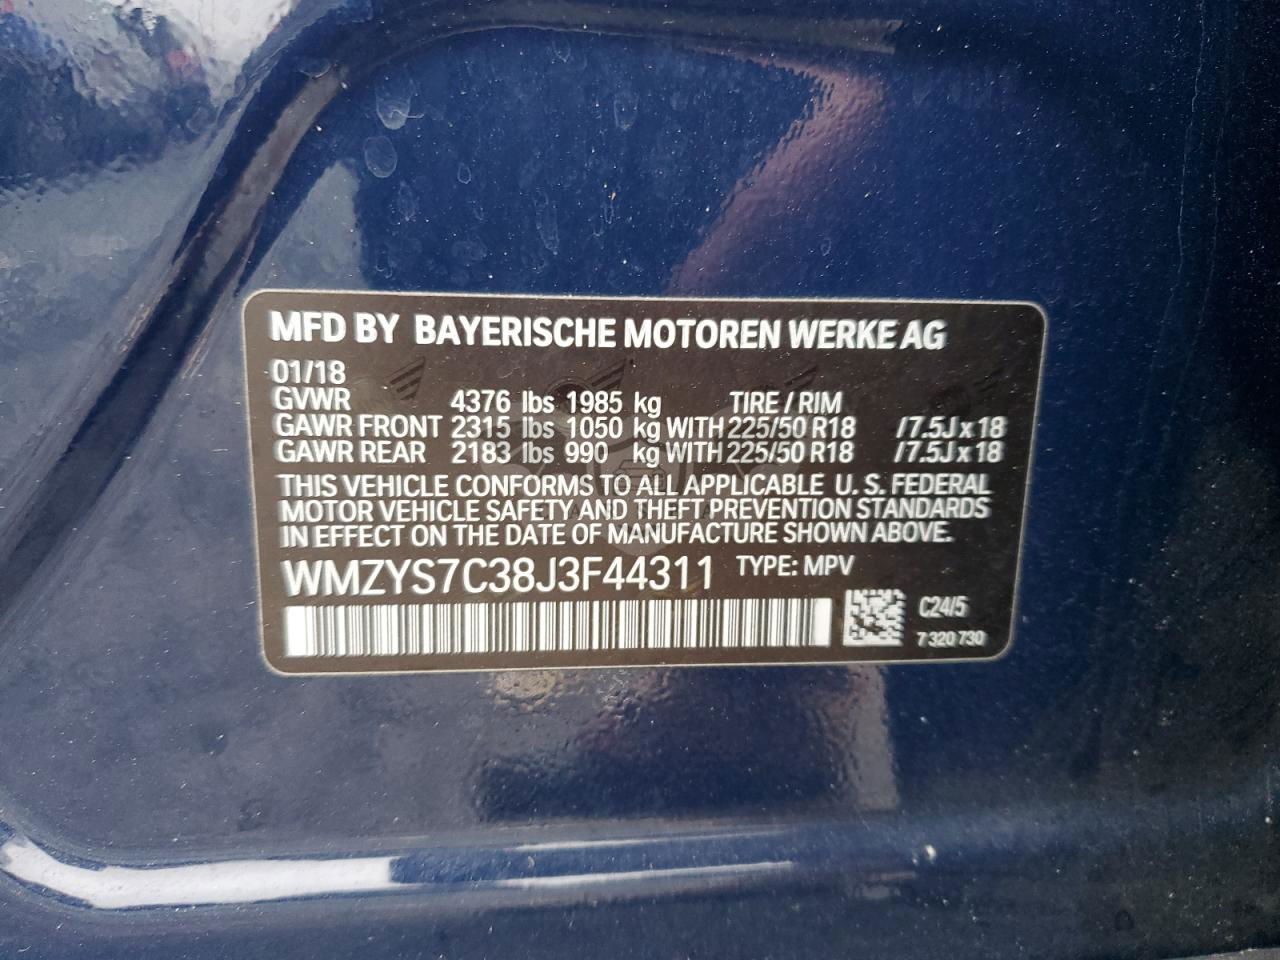 MFD BY BAYERISCHE MOTOREN WERKE AG
01/18
GVWR 4376 lbs 1985 kg TIRE / RIM
GAWR FRONT 2315 lbs 1050 kg WITH 225/50 R18 /7.5J x 18
GAWR REAR 2183 lbs 990 kg WITH 225/50 R18 /7.5J x 18
THIS VEHICLE CONFORMS TO ALL APPLICABLE U. S. FEDERAL
MOTOR VEHICLE SAFETY AND THEFT PREVENTION STANDARDS
IN EFFECT ON THE DATE OF MANUFACTURE SHOWN ABOVE.
WMZYS7C38J3F44311 TYPE: MPV
C24/5
7 320 730